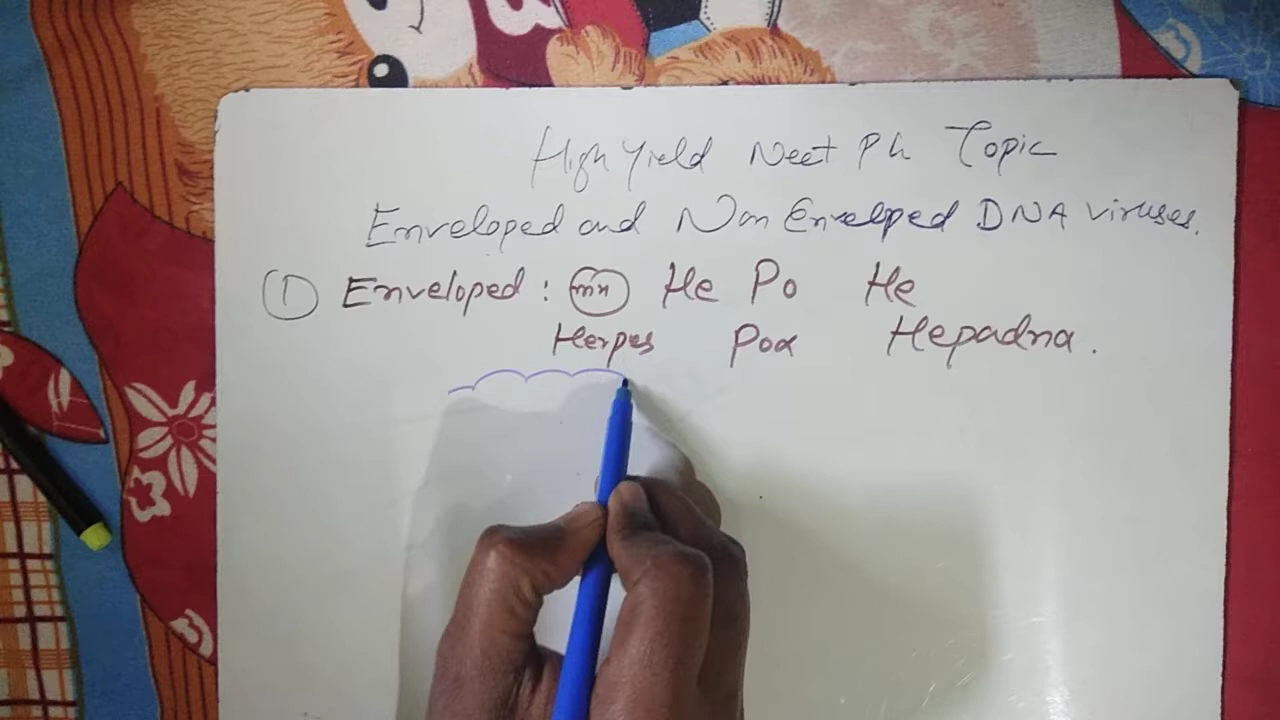 High Yield Neet PG Topic
Enveloped and Non Enveloped DNA viruses.
① Enveloped : mn He Po He
Herpes Pox Hepadna.